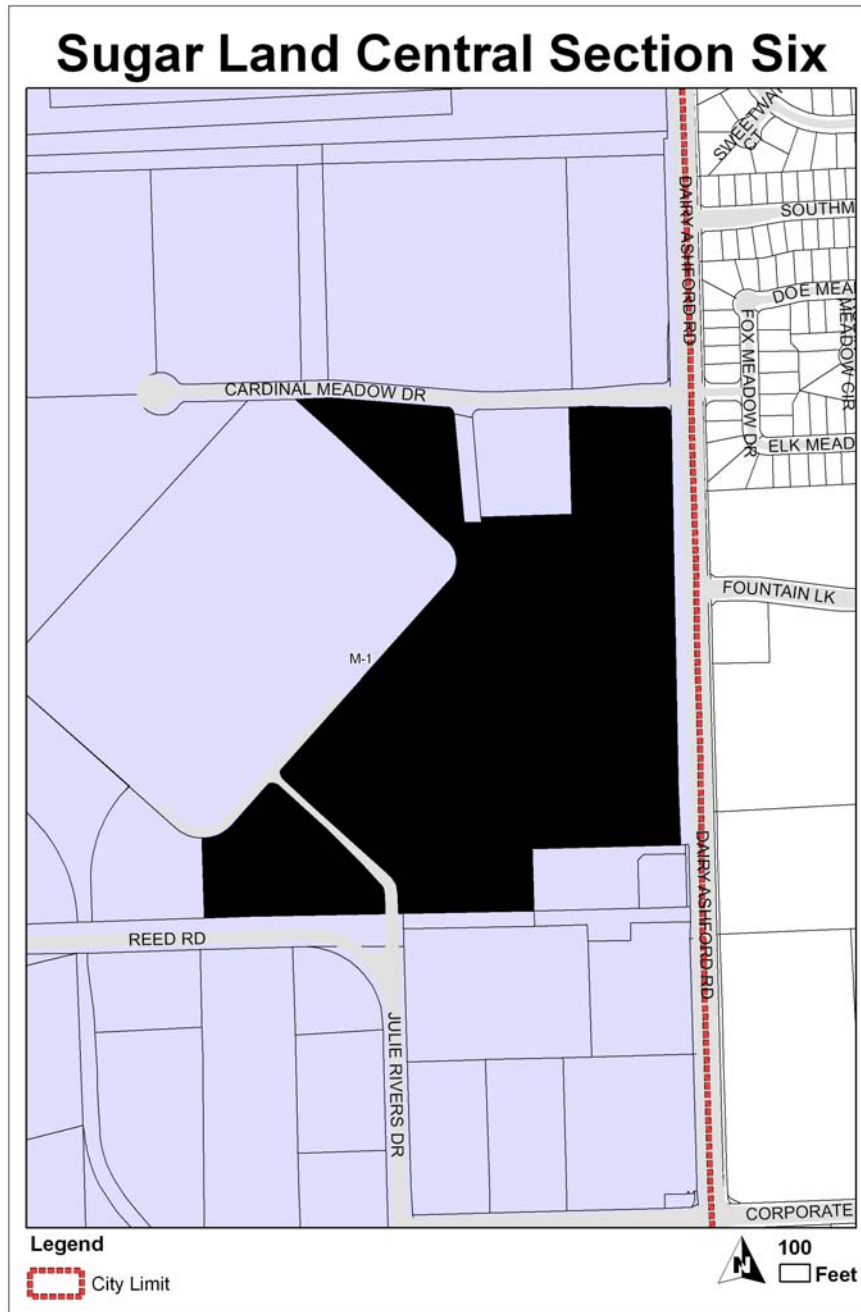 Sugar Land Central Section Six
SWEETWAY
CT
DAIRY ASHFORD RD
SOUTHM
DOE MEA
FOX MEADOW DR
MEADOW CIR
CARDINAL MEADOW DR
ELK MEAD
FOUNTAIN LK
M-1
DAIRY ASHFORD RD
REED RD
JULIE RIVERS DR
CORPORATE
Legend
City Limit
N
100
Feet